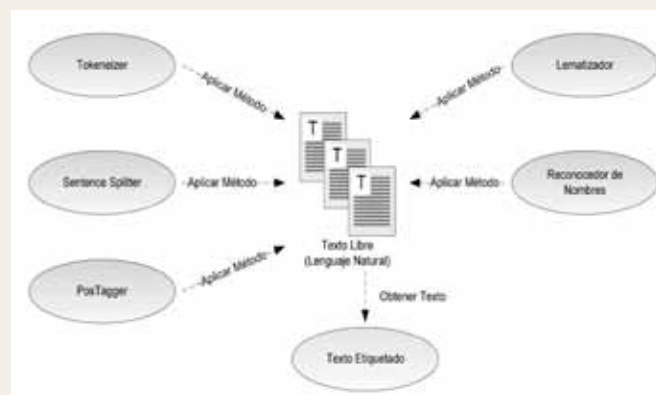 Tokeneizer
Aplicar Método
Lematizador
Aplicar Método
T
T
T
Sentence Splitter
Aplicar Método
Aplicar Método
Reconocedor de
Nombres
Texto Libre
(Lenguaje Natural)
PosTagger
Aplicar Método
Obtener Texto
Texto Etiquetado